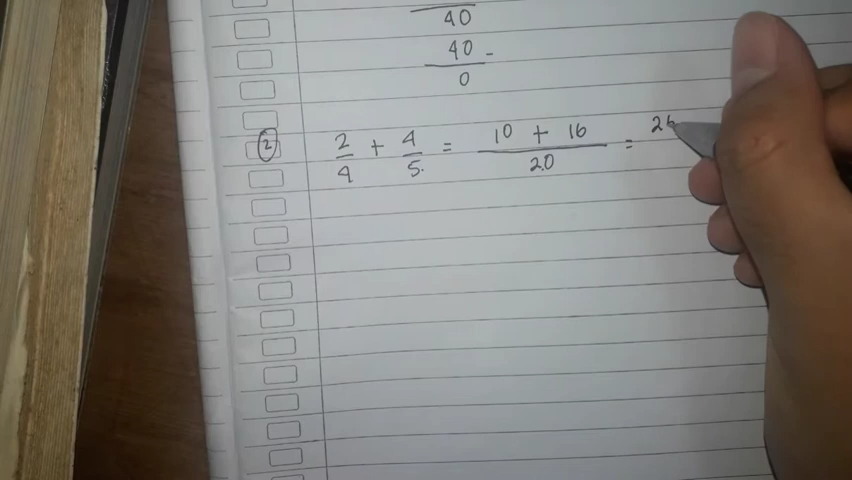 40
40 -
0
2 2/4 + 4/5 = 10 + 16/20 = 26